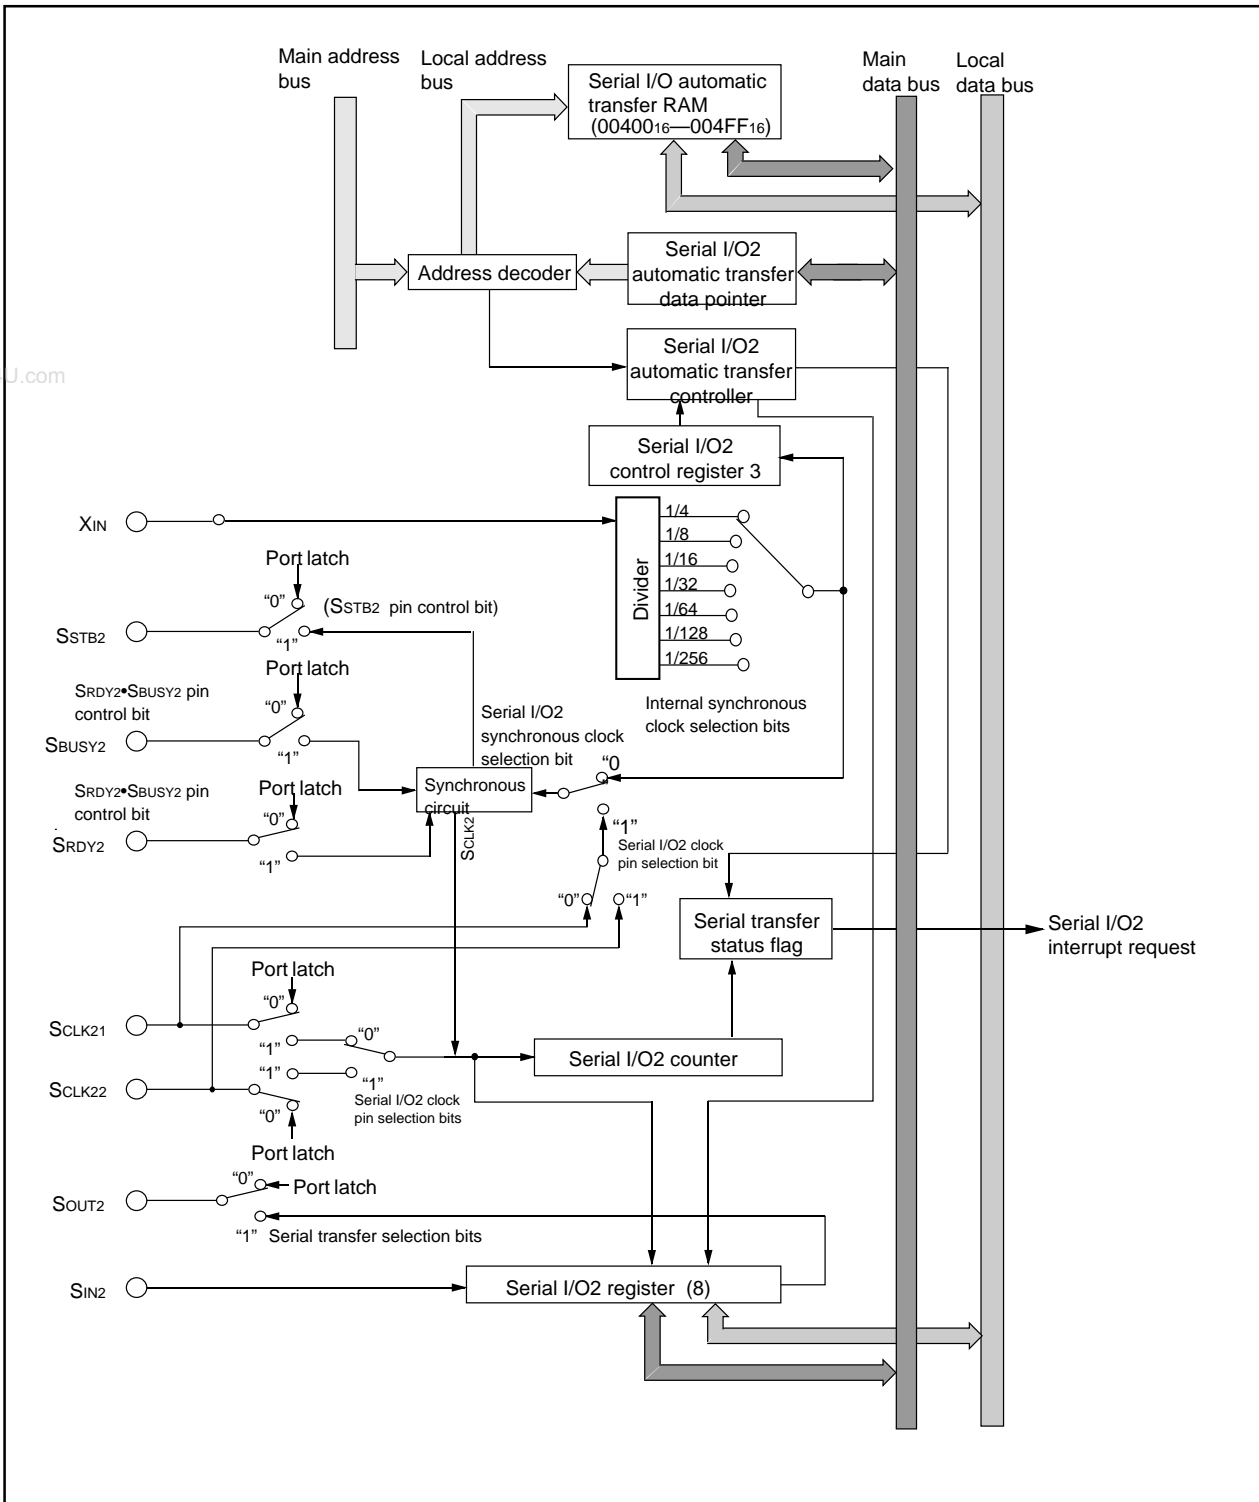 Main address
bus
Local address
bus
Serial I/O automatic
transfer RAM
(0040016—004FF16)
Main
data bus
Local
data bus
Address decoder
Serial I/O2
automatic transfer
data pointer
U.com
Serial I/O2
automatic transfer
controller
Serial I/O2
control register 3
XIN
Divider
1/4
1/8
1/16
1/32
1/64
1/128
1/256
Internal synchronous
clock selection bits
Port latch
“0”
(SSTB2 pin control bit)
SSTB2
“1”
Port latch
SRDY2•SBUSY2 pin
control bit
“0”
SBUSY2
“1”
Serial I/O2
synchronous clock
selection bit
“0
Synchronous
circuit
SRDY2•SBUSY2 pin
control bit
Port latch
“0”
SRDY2
“1”
SCLK2
“1”
Serial I/O2 clock
pin selection bit
“0”
“1”
Serial transfer
status flag
Serial I/O2
interrupt request
Port latch
“0”
SCLK21
“1”
“0”
Serial I/O2 counter
“1”
“1”
SCLK22
Serial I/O2 clock
pin selection bits
“0”
Port latch
“0”
Port latch
SOUT2
“1” Serial transfer selection bits
SIN2
Serial I/O2 register (8)